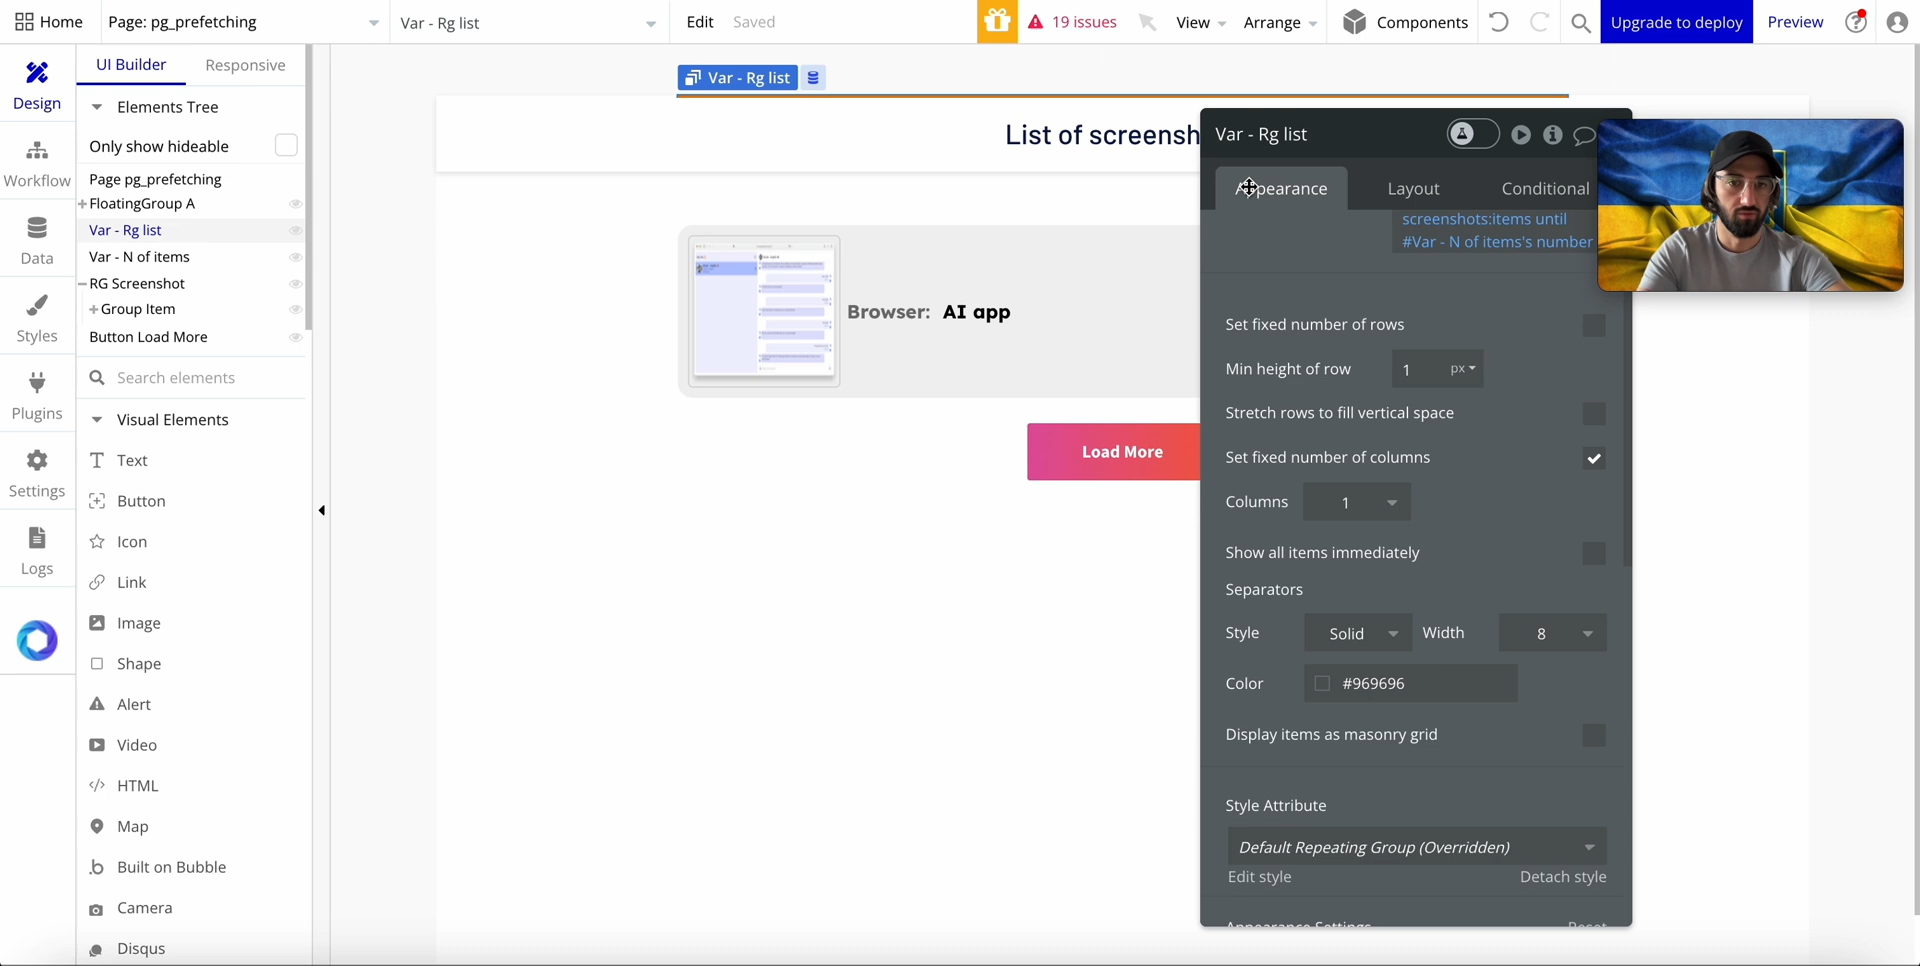 Home
Page: pg_prefetching
Var - Rg list
Edit
Saved
19 issues
View
Arrange
Components
Upgrade to deploy
Preview
Design
Workflow
Data
Styles
Plugins
Settings
Logs
UI Builder
Responsive
Elements Tree
Only show hideable
Page pg_prefetching
FloatingGroup A
Var - Rg list
Var - N of items
RG Screenshot
Group Item
Button Load More
Search elements
Visual Elements
Text
Button
Icon
Link
Image
Shape
Alert
Video
HTML
Map
Built on Bubble
Camera
Disqus
Var - Rg list
List of screensh
Browser: AI app
Load More
Var - Rg list
Appearance
Layout
Conditional
screenshots:items until
#Var - N of items's number
Set fixed number of rows
Min height of row
1
px
Stretch rows to fill vertical space
Set fixed number of columns
Columns
1
Show all items immediately
Separators
Style
Solid
Width
8
Color
#969696
Display items as masonry grid
Style Attribute
Default Repeating Group (Overridden)
Edit style
Detach style
Appearance Settings
Reset